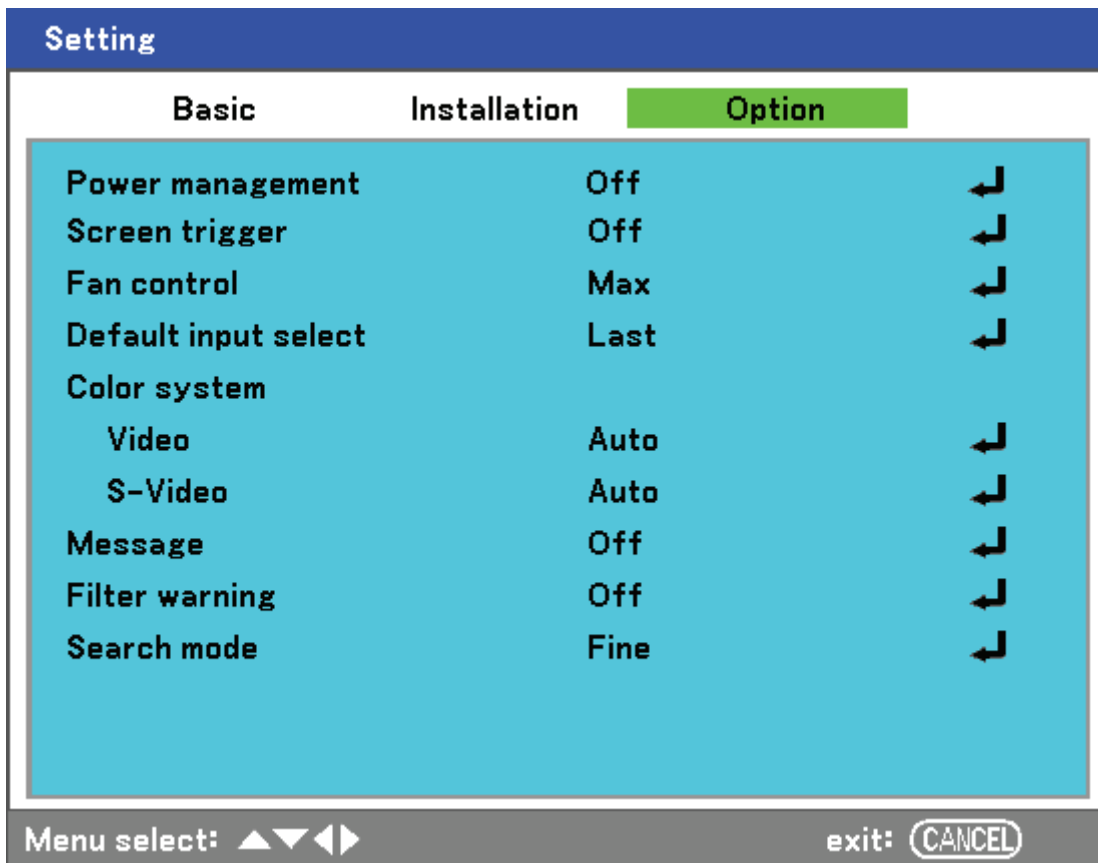 Setting
Basic Installation Option
Power management Off
Screen trigger Off
Fan control Max
Default input select Last
Color system
Video Auto
S-Video Auto
Message Off
Filter warning Off
Search mode Fine
Menu select: ▲▼◀▶ exit: CANCEL